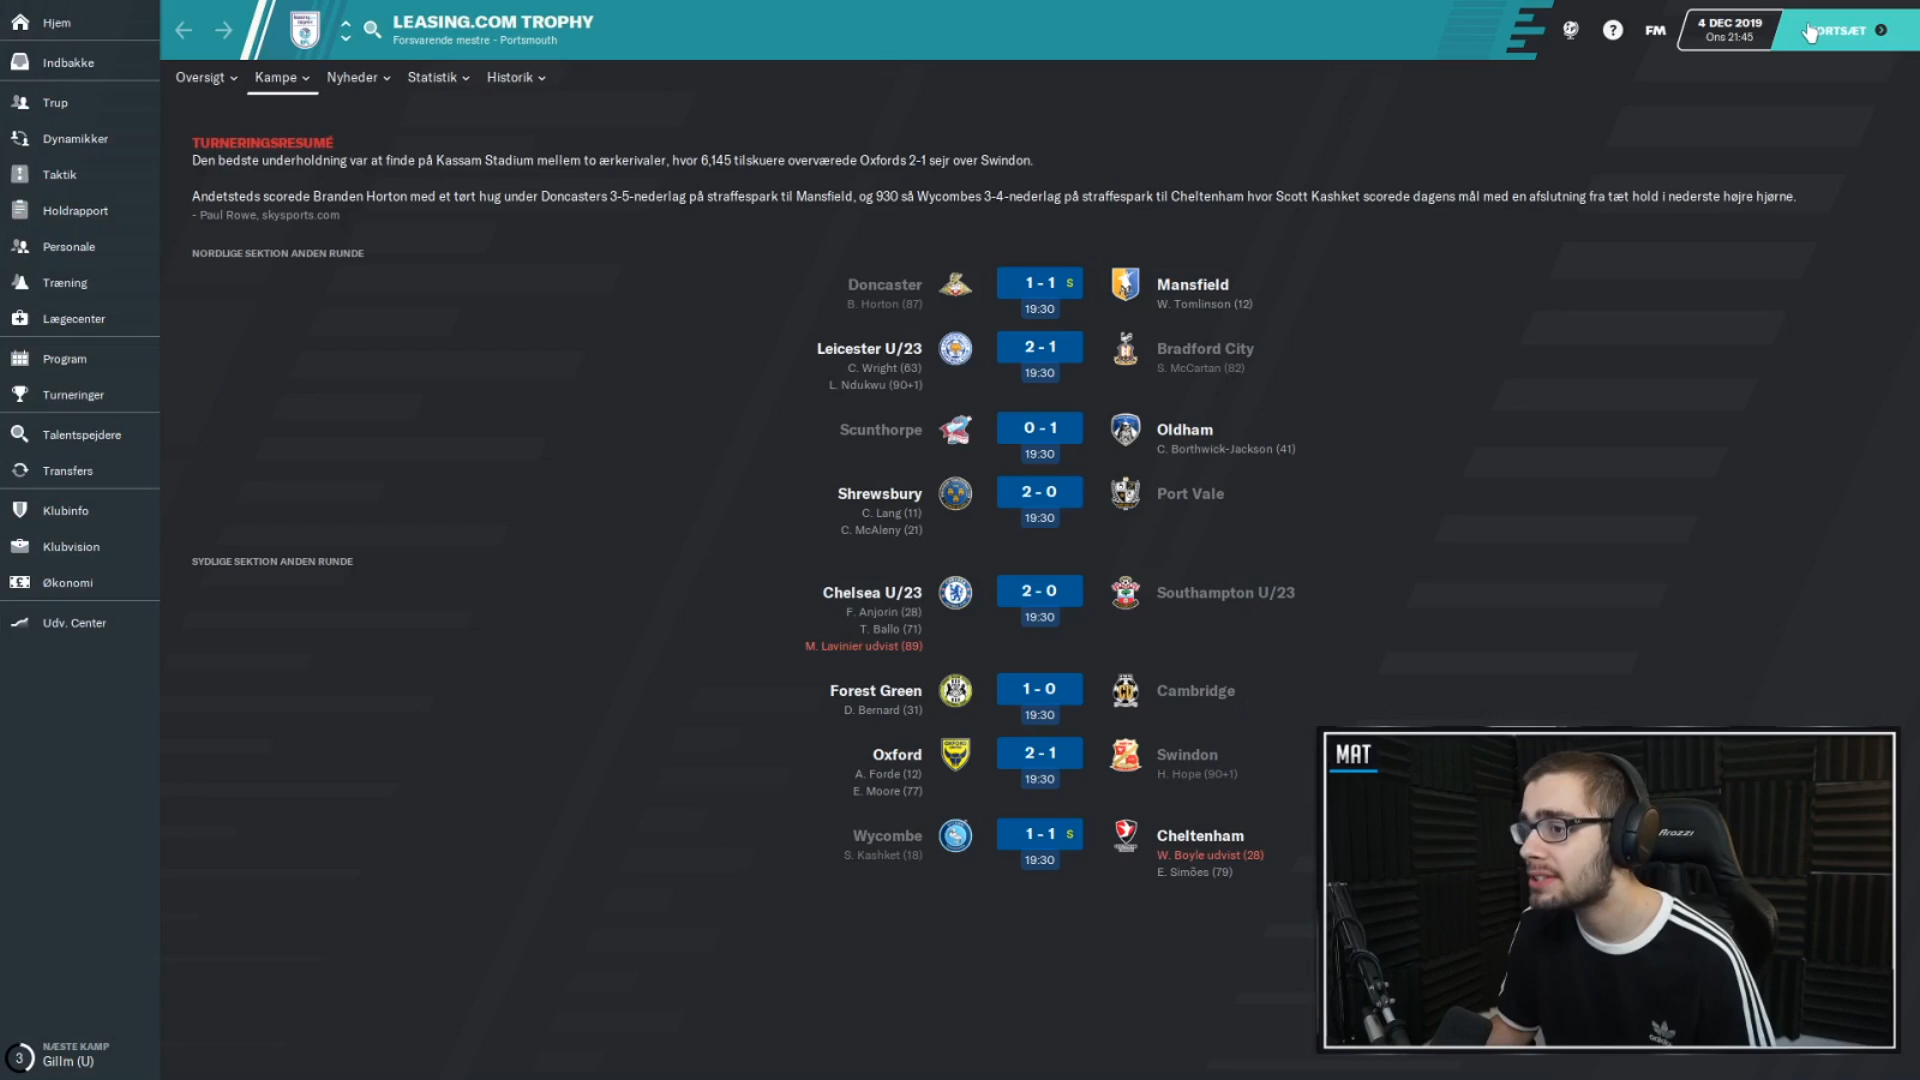 Hjem
Indbakke
Trup
Dynamikker
Taktik
Holdrapport
Personale
Træning
Lægecenter
Program
Turneringer
Talentspejdere
Transfers
Klubinfo
Klubvision
Økonomi
Udv. Center
3
NÆSTE KAMP
Gillm (U)
LEASING.COM TROPHY
Forsvarende mestre - Portsmouth
FM
4 DEC 2019
Ons 21:45
Oversigt
Kampe
Nyheder
Statistik
Historik
TURNERINGSRESUMÉ
Den bedste underholdning var at finde på Kassam Stadium mellem to ærkerivaler, hvor 6,145 tilskuere overværede Oxfords 2-1 sejr over Swindon.
Andetsteds scorede Branden Horton med et tørt hug under Doncasters 3-5-nederlag på straffespark til Mansfield, og 930 så Wycombes 3-4-nederlag på straffespark til Cheltenham hvor Scott Kashket scorede dagens mål med en afslutning fra tæt hold i nederste højre hjørne.
- Paul Rowe, skysports.com
NORDLIGE SEKTION ANDEN RUNDE
Doncaster 1 - 1 S Mansfield
B. Horton (87) 19:30 W. Tomlinson (12)
Leicester U/23 2 - 1 Bradford City
C. Wright (63) 19:30 S. McCartan (82)
L. Ndukwu (90+1)
Scunthorpe 0 - 1 Oldham
19:30 C. Borthwick-Jackson (41)
Shrewsbury 2 - 0 Port Vale
C. Lang (11) 19:30
C. McAleny (21)
SYDLIGE SEKTION ANDEN RUNDE
Chelsea U/23 2 - 0 Southampton U/23
F. Anjorin (28) 19:30
T. Ballo (71)
M. Lavinier udvist (89)
Forest Green 1 - 0 Cambridge
D. Bernard (31) 19:30
Oxford 2 - 1 Swindon
A. Forde (12) 19:30 H. Hope (90+1)
E. Moore (77)
Wycombe 1 - 1 S Cheltenham
S. Kashket (18) 19:30 W. Boyle udvist (28)
E. Simões (79)
MAT
Arozzi
adidas